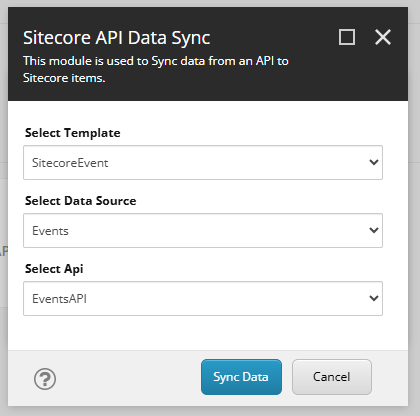 Sitecore API Data Sync
This module is used to Sync data from an API to
Sitecore items.
Select Template
SitecoreEvent
Select Data Source
Events
Select Api
EventsAPI
?
Sync Data
Cancel